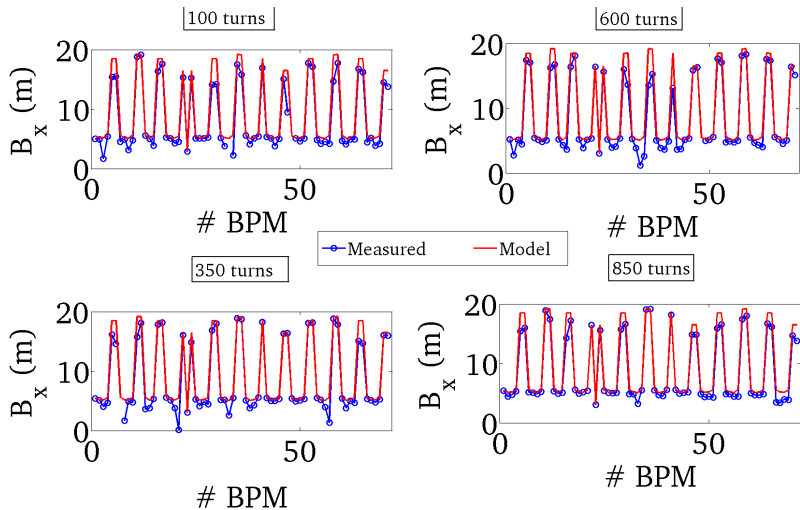 100 turns
600 turns
20
10
0
B_x (m)
0
50
# BPM
20
10
0
B_x (m)
0
50
# BPM
Measured
Model
350 turns
850 turns
20
10
0
B_x (m)
0
50
# BPM
20
10
0
B_x (m)
0
50
# BPM